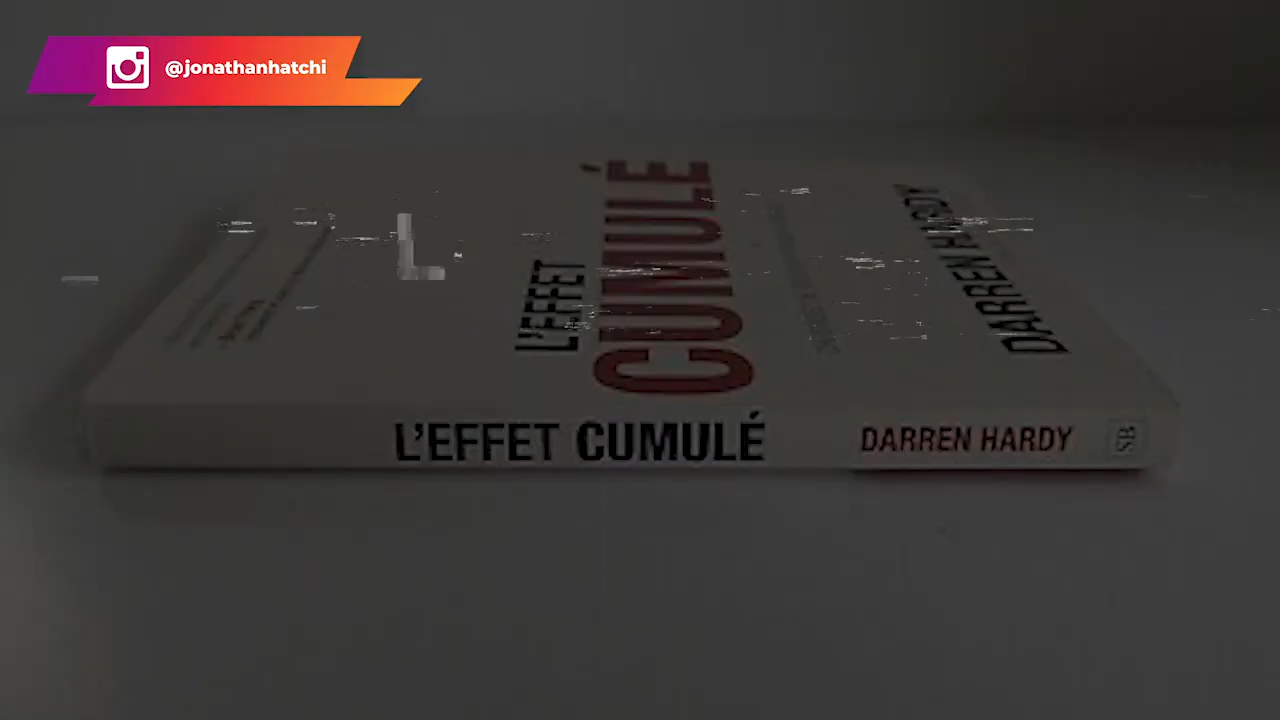 @jonathanhatchi
L
L'EFFET
CUMULÉ
DARREN HARDY
L'EFFET CUMULÉ
DARREN HARDY
SB